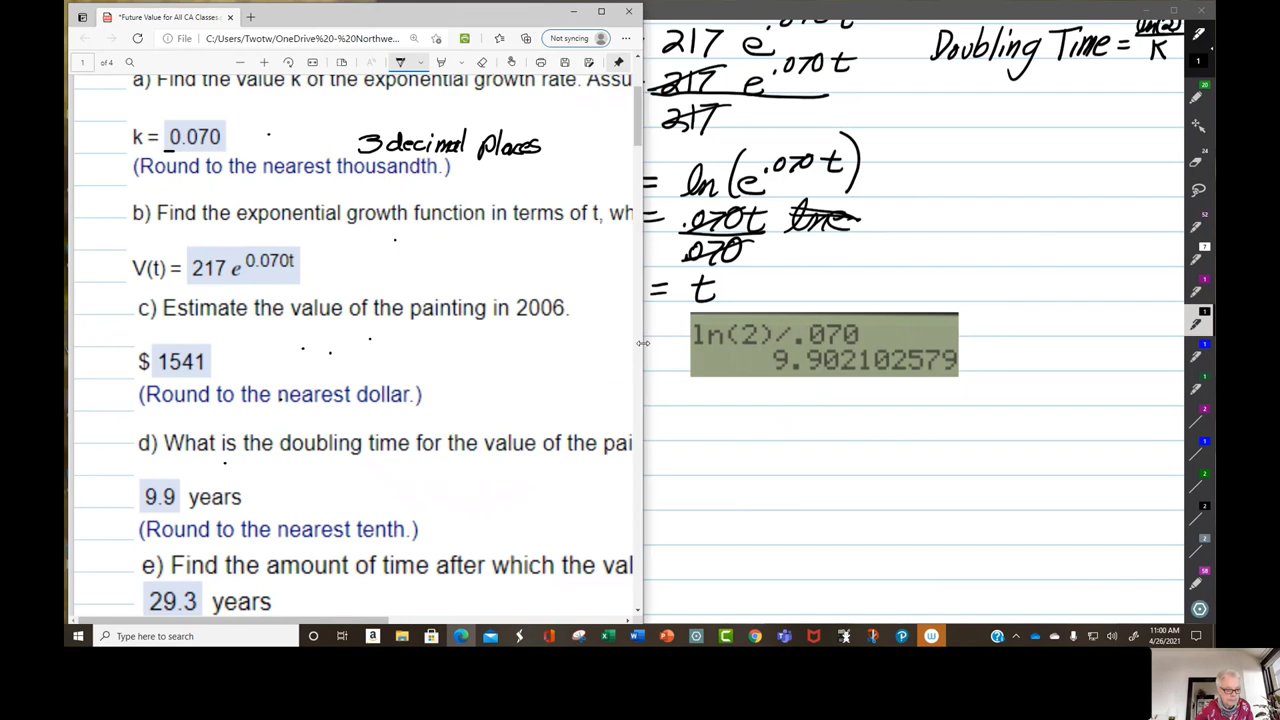 *Future Value for All CA Classes
File
C:/Users/Twotw/OneDrive%20-%20Northwe...
Not syncing
1 of 4
a) Find the value k of the exponential growth rate. Assu
k = 0.070
3 decimal places
(Round to the nearest thousandth.)
b) Find the exponential growth function in terms of t, wh
V(t) = 217 e 0.070t
c) Estimate the value of the painting in 2006.
$ 1541
(Round to the nearest dollar.)
d) What is the doubling time for the value of the pai
9.9 years
(Round to the nearest tenth.)
e) Find the amount of time after which the val
29.3 years
217 e .070t
217 e .070t
217
= ln(e .070t)
= .070t lne
.070
= t
Doubling Time = ln(2)
K
ln(2)/.070
9.902102579
Type here to search
11:00 AM
4/26/2021